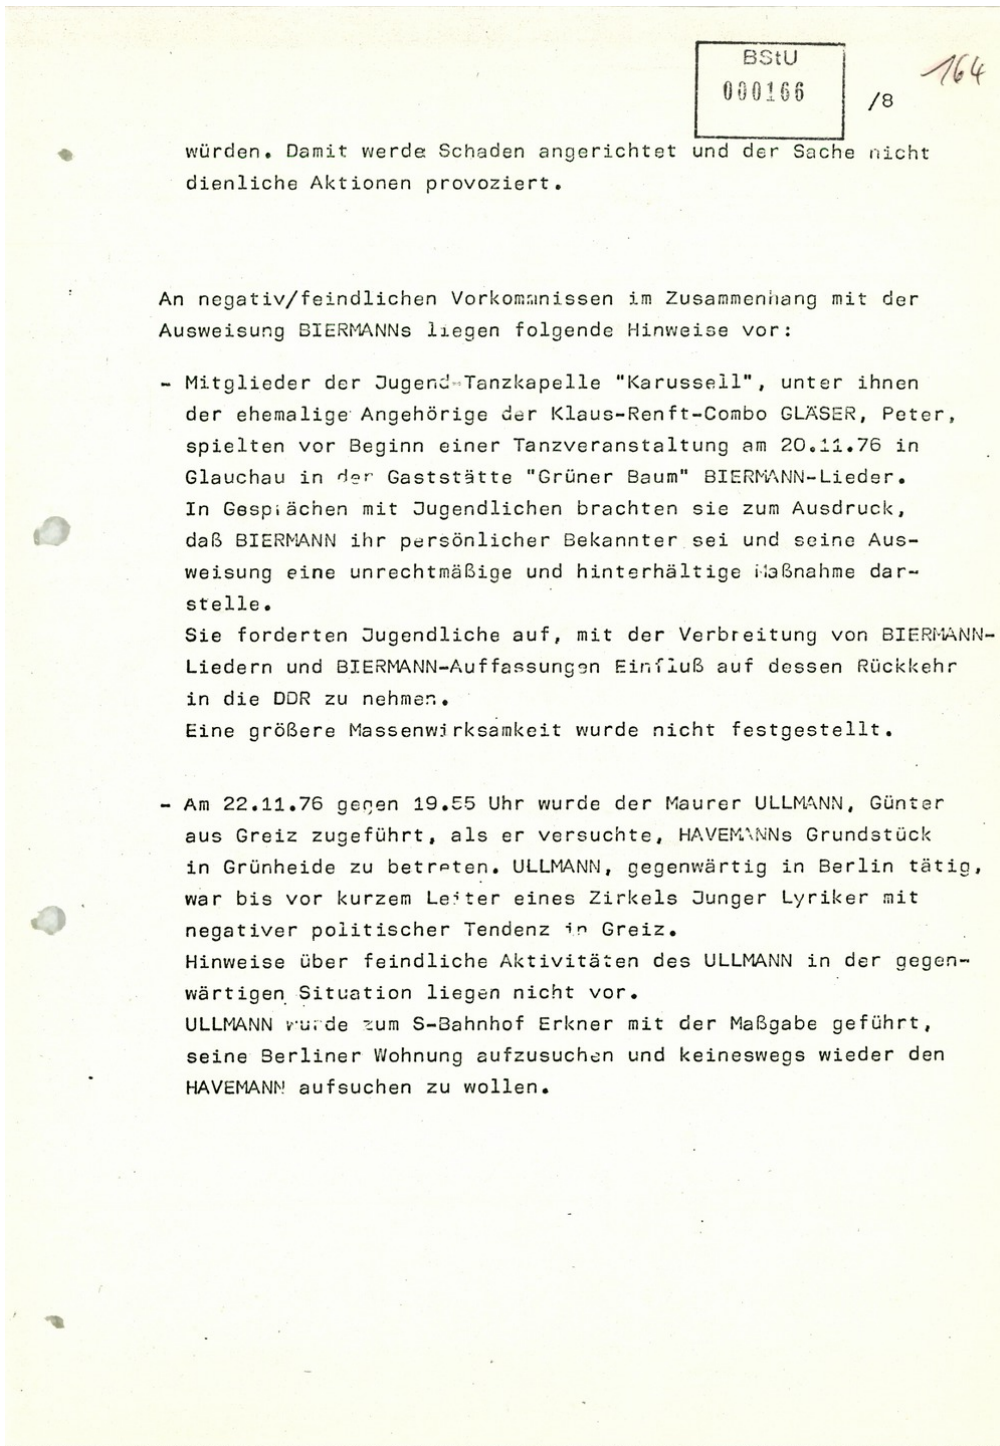 BStU
000166
164
/8
würden. Damit werde Schaden angerichtet und der Sache nicht
dienliche Aktionen provoziert.
An negativ/feindlichen Vorkommnissen im Zusammenhang mit der
Ausweisung BIERMANNs liegen folgende Hinweise vor:
- Mitglieder der Jugend-Tanzkapelle "Karussell", unter ihnen
der ehemalige Angehörige der Klaus-Renft-Combo GLÄSER, Peter,
spielten vor Beginn einer Tanzveranstaltung am 20.11.76 in
Glauchau in der Gaststätte "Grüner Baum" BIERMANN-Lieder.
In Gesprächen mit Jugendlichen brachten sie zum Ausdruck,
daß BIERMANN ihr persönlicher Bekannter sei und seine Aus-
weisung eine unrechtmäßige und hinterhältige Maßnahme dar-
stelle.
Sie forderten Jugendliche auf, mit der Verbreitung von BIERMANN-
Liedern und BIERMANN-Auffassungen Einfluß auf dessen Rückkehr
in die DDR zu nehmen.
Eine größere Massenwirksamkeit wurde nicht festgestellt.
- Am 22.11.76 gegen 19.55 Uhr wurde der Maurer ULLMANN, Günter
aus Greiz zugeführt, als er versuchte, HAVEMANNs Grundstück
in Grünheide zu betreten. ULLMANN, gegenwärtig in Berlin tätig,
war bis vor kurzem Leiter eines Zirkels Junger Lyriker mit
negativer politischer Tendenz in Greiz.
Hinweise über feindliche Aktivitäten des ULLMANN in der gegen-
wärtigen Situation liegen nicht vor.
ULLMANN wurde zum S-Bahnhof Erkner mit der Maßgabe geführt,
seine Berliner Wohnung aufzusuchen und keineswegs wieder den
HAVEMANN aufsuchen zu wollen.